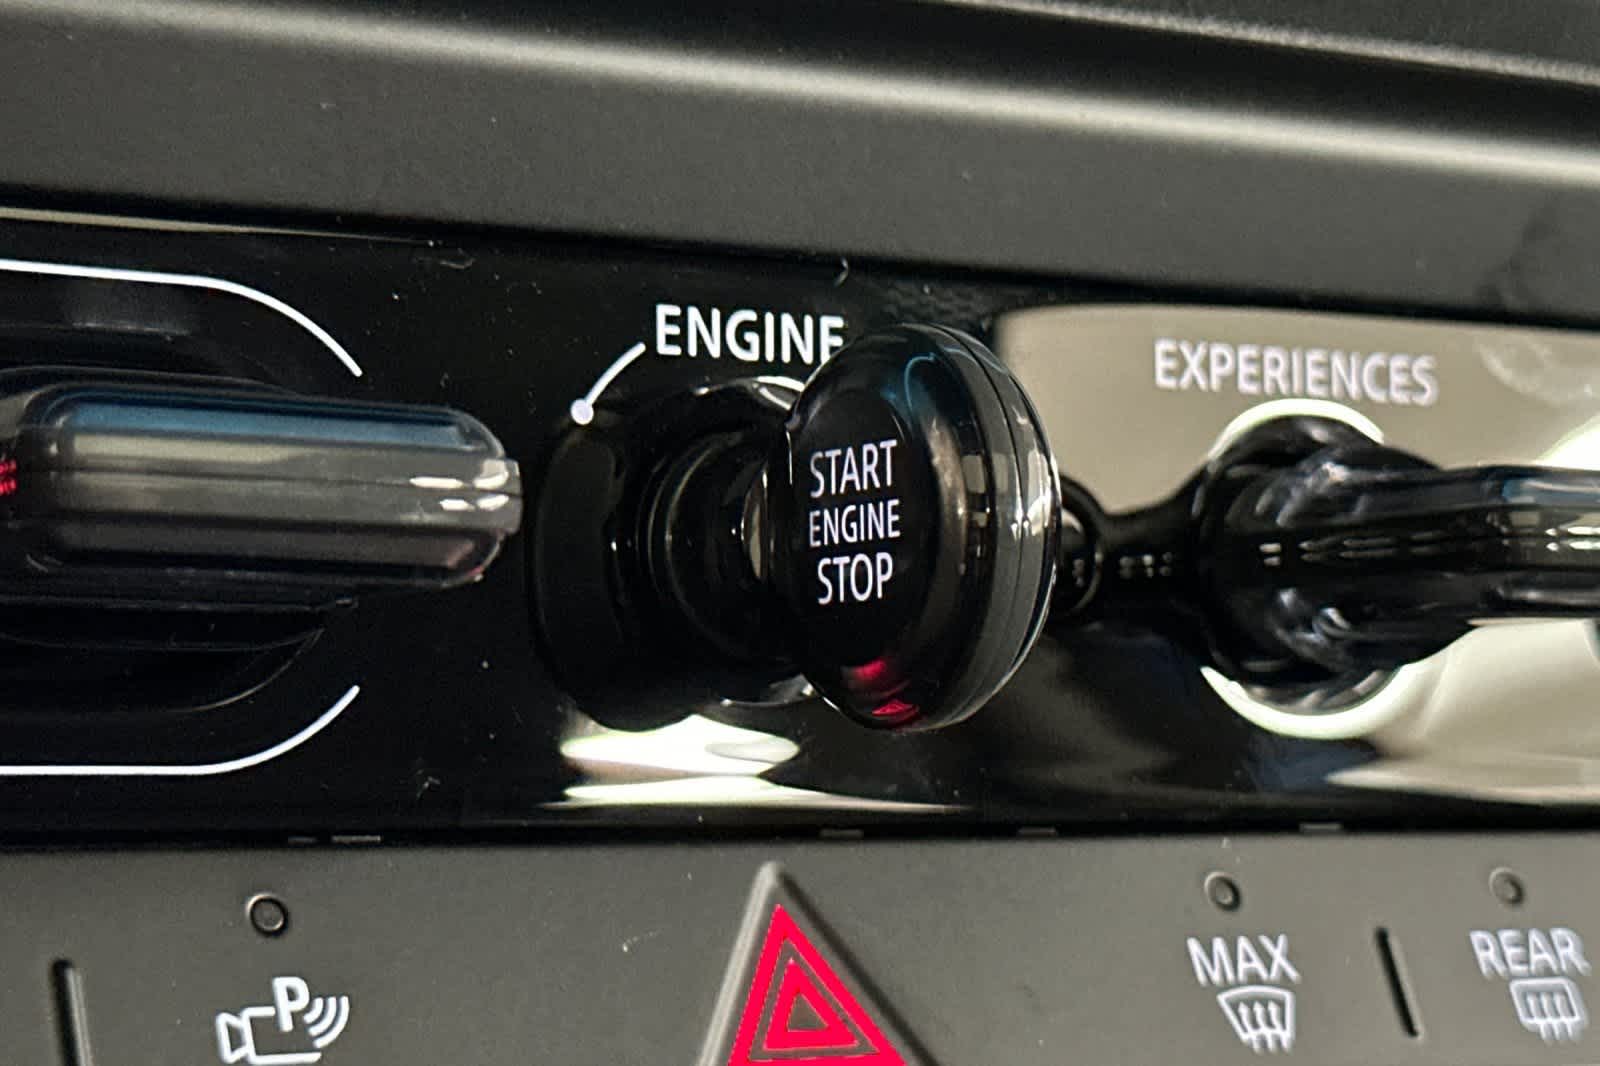 ENGINE
EXPERIENCES
START
ENGINE
STOP
P
MAX
REAR